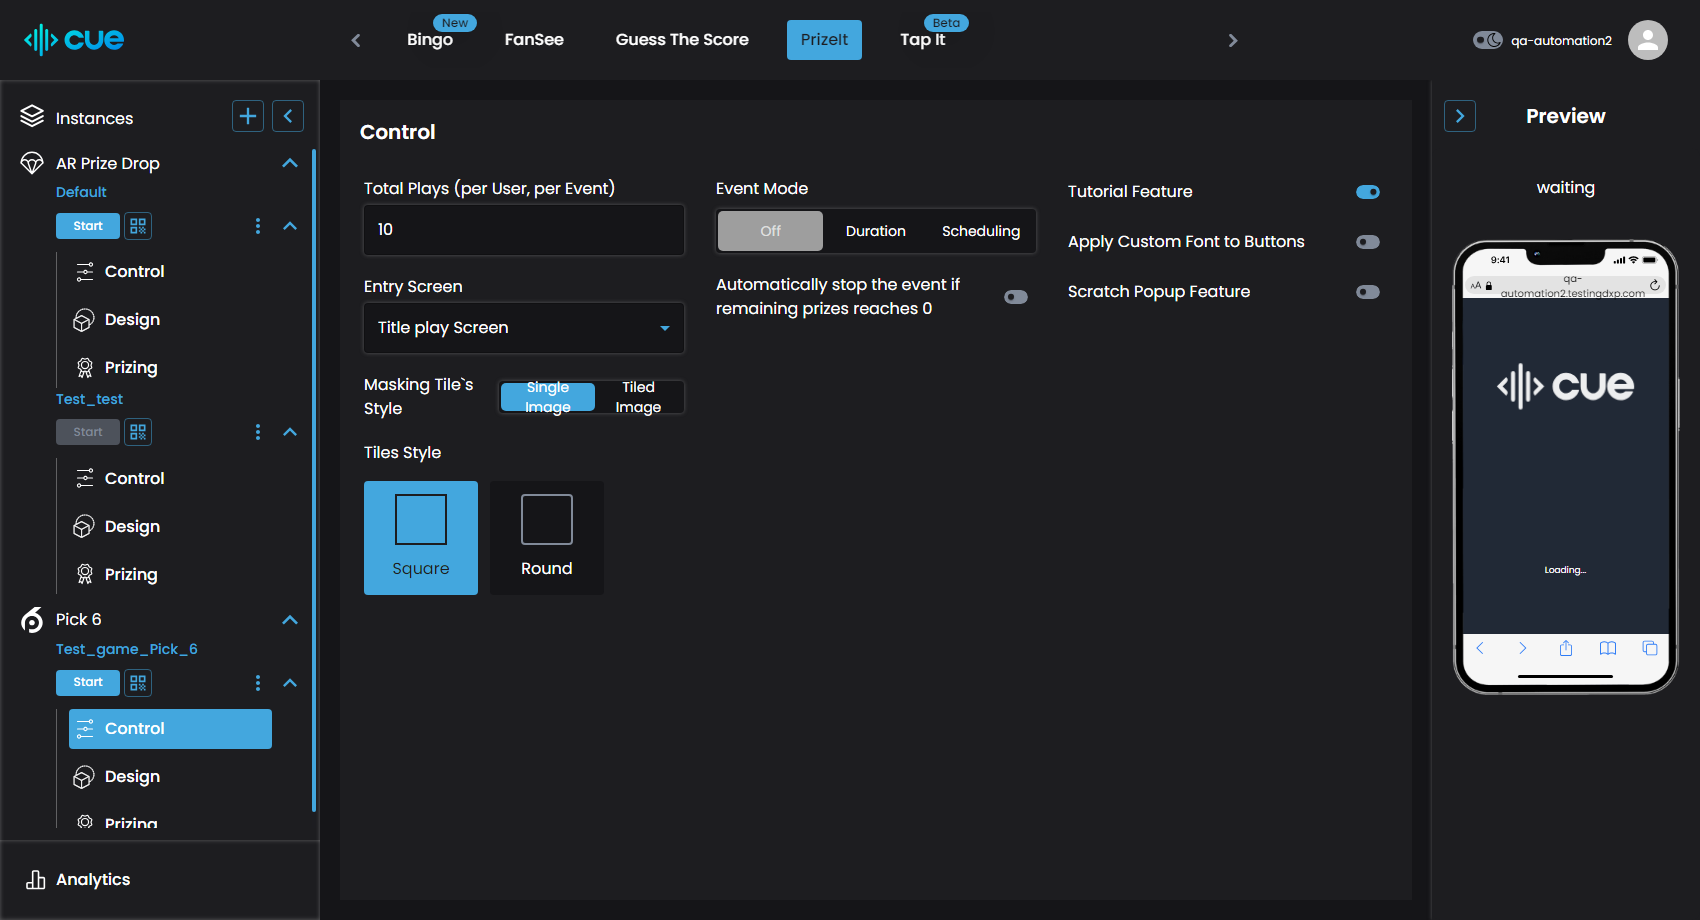 cue
New
Bingo
FanSee
Guess The Score
PrizeIt
Beta
Tap It
qa-automation2
Instances
AR Prize Drop
Default
Start
Control
Design
Prizing
Test_test
Start
Control
Design
Prizing
Pick 6
Test_game_Pick_6
Start
Control
Design
Prizing
Analytics
Control
Total Plays (per User, per Event)
10
Entry Screen
Title play Screen
Masking Tile`s
Style
Single
Image
Tiled
Image
Tiles Style
Square
Round
Event Mode
Off
Duration
Scheduling
Automatically stop the event if
remaining prizes reaches 0
Tutorial Feature
Apply Custom Font to Buttons
Scratch Popup Feature
Preview
waiting
9:41
AA
qa-
automation2.testingdxp.com
cue
Loading...